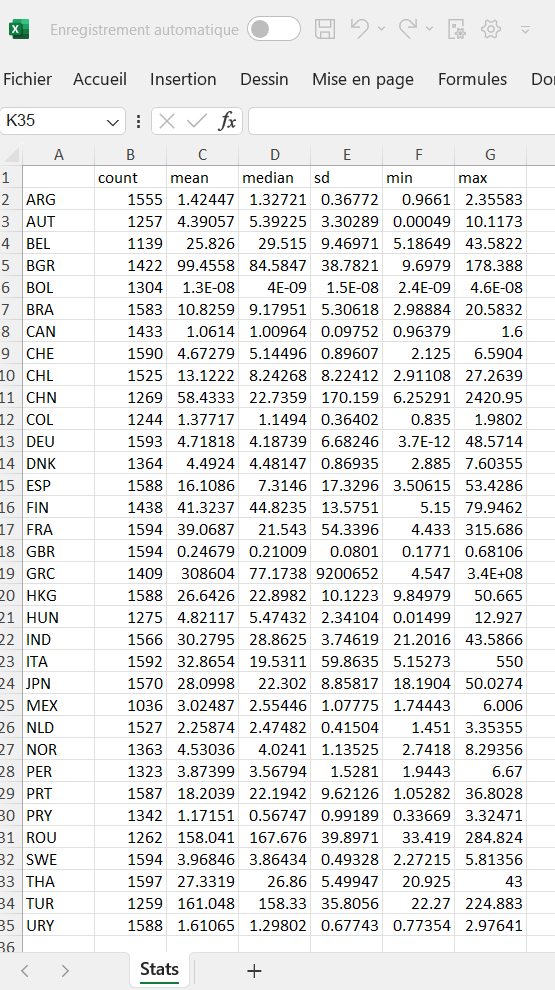 Enregistrement automatique
Fichier Accueil Insertion Dessin Mise en page Formules Do
K35 fx
A B C D E F G
1 count mean median sd min max
2 ARG 1555 1.42447 1.32721 0.36772 0.9661 2.35583
3 AUT 1257 4.39057 5.39225 3.30289 0.00049 10.1173
4 BEL 1139 25.826 29.515 9.46971 5.18649 43.5822
5 BGR 1422 99.4558 84.5847 38.7821 9.6979 178.388
6 BOL 1304 1.3E-08 4E-09 1.5E-08 2.4E-09 4.6E-08
7 BRA 1583 10.8259 9.17951 5.30618 2.98884 20.5832
8 CAN 1433 1.0614 1.00964 0.09752 0.96379 1.6
9 CHE 1590 4.67279 5.14496 0.89607 2.125 6.5904
10 CHL 1525 13.1222 8.24268 8.22412 2.91108 27.2639
11 CHN 1269 58.4333 22.7359 170.159 6.25291 2420.95
12 COL 1244 1.37717 1.1494 0.36402 0.835 1.9802
13 DEU 1593 4.71818 4.18739 6.68246 3.7E-12 48.5714
14 DNK 1364 4.4924 4.48147 0.86935 2.885 7.60355
15 ESP 1588 16.1086 7.3146 17.3296 3.50615 53.4286
16 FIN 1438 41.3237 44.8235 13.5751 5.15 79.9462
17 FRA 1594 39.0687 21.543 54.3396 4.433 315.686
18 GBR 1594 0.24679 0.21009 0.0801 0.1771 0.68106
19 GRC 1409 308604 77.1738 9200652 4.547 3.4E+08
20 HKG 1588 26.6426 22.8982 10.1223 9.84979 50.665
21 HUN 1275 4.82117 5.47432 2.34104 0.01499 12.927
22 IND 1566 30.2795 28.8625 3.74619 21.2016 43.5866
23 ITA 1592 32.8654 19.5311 59.8635 5.15273 550
24 JPN 1570 28.0998 22.302 8.85817 18.1904 50.0274
25 MEX 1036 3.02487 2.55446 1.07775 1.74443 6.006
26 NLD 1527 2.25874 2.47482 0.41504 1.451 3.35355
27 NOR 1363 4.53036 4.0241 1.13525 2.7418 8.29356
28 PER 1323 3.87399 3.56794 1.5281 1.9443 6.67
29 PRT 1587 18.2039 22.1942 9.62126 1.05282 36.8028
30 PRY 1342 1.17151 0.56747 0.99189 0.33669 3.32471
31 ROU 1262 158.041 167.676 39.8971 33.419 284.824
32 SWE 1594 3.96846 3.86434 0.49328 2.27215 5.81356
33 THA 1597 27.3319 26.86 5.49947 20.925 43
34 TUR 1259 161.048 158.33 35.8056 22.27 224.883
35 URY 1588 1.61065 1.29802 0.67743 0.77354 2.97641
36
Stats